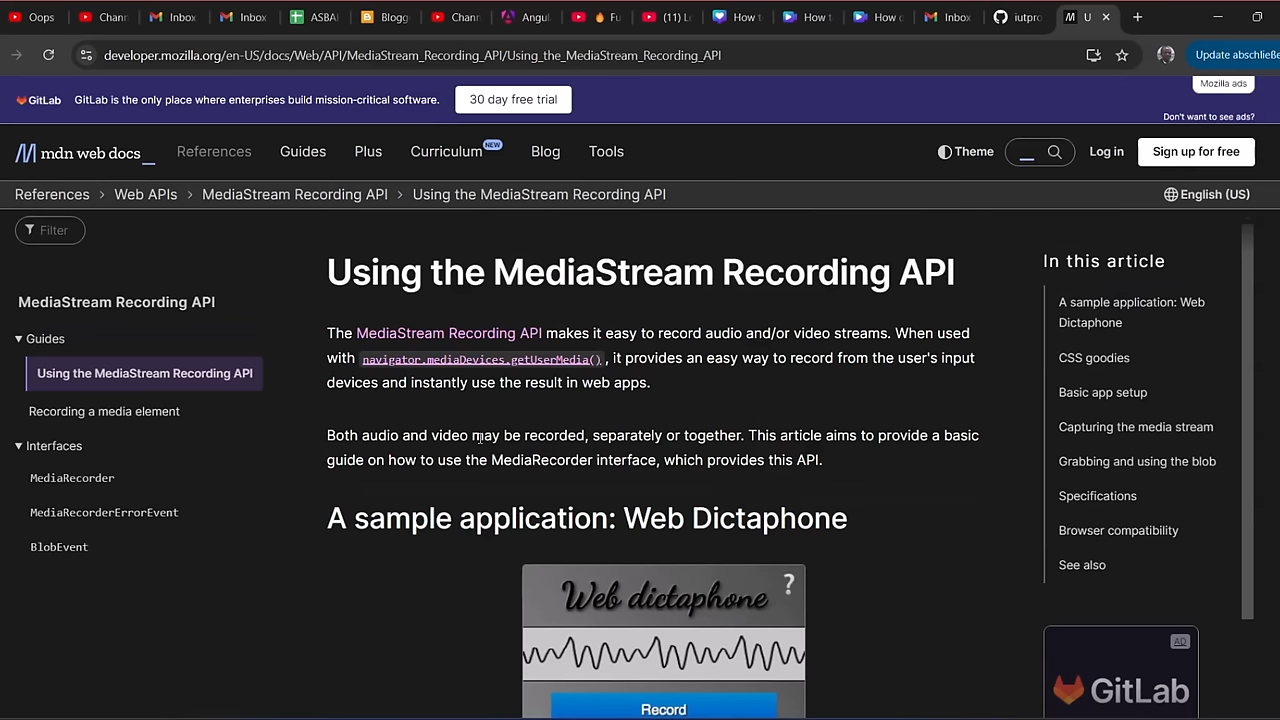 Oops
Chann
Inbox
Inbox
ASBA
Blogg
Chann
Angu
Fu
(11) L
How t
How t
How d
Inbox
iutpro
U
developer.mozilla.org/en-US/docs/Web/API/MediaStream_Recording_API/Using_the_MediaStream_Recording_API
Update abschließe
GitLab
GitLab is the only place where enterprises build mission-critical software.
30 day free trial
Mozilla ads
Don't want to see ads?
mdn web docs_
References
Guides
Plus
Curriculum NEW
Blog
Tools
Theme
Log in
Sign up for free
References > Web APIs > MediaStream Recording API > Using the MediaStream Recording API
English (US)
Filter
MediaStream Recording API
Guides
Using the MediaStream Recording API
Recording a media element
Interfaces
MediaRecorder
MediaRecorderErrorEvent
BlobEvent
Using the MediaStream Recording API
The MediaStream Recording API makes it easy to record audio and/or video streams. When used
with navigator.mediaDevices.getUserMedia(), it provides an easy way to record from the user's input
devices and instantly use the result in web apps.
Both audio and video may be recorded, separately or together. This article aims to provide a basic
guide on how to use the MediaRecorder interface, which provides this API.
A sample application: Web Dictaphone
Web dictaphone
?
Record
In this article
A sample application: Web
Dictaphone
CSS goodies
Basic app setup
Capturing the media stream
Grabbing and using the blob
Specifications
Browser compatibility
See also
AD
GitLab